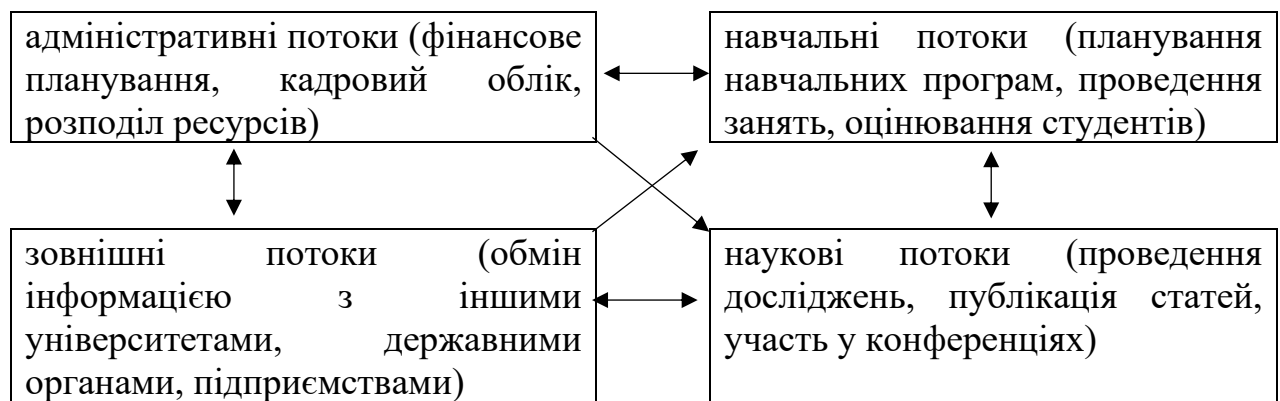 адміністративні потоки (фінансове
планування, кадровий облік,
розподіл ресурсів)
навчальні потоки (планування
навчальних програм, проведення
занять, оцінювання студентів)
зовнішні потоки (обмін
інформацією з іншими
університетами, державними
органами, підприємствами)
наукові потоки (проведення
досліджень, публікація статей,
участь у конференціях)